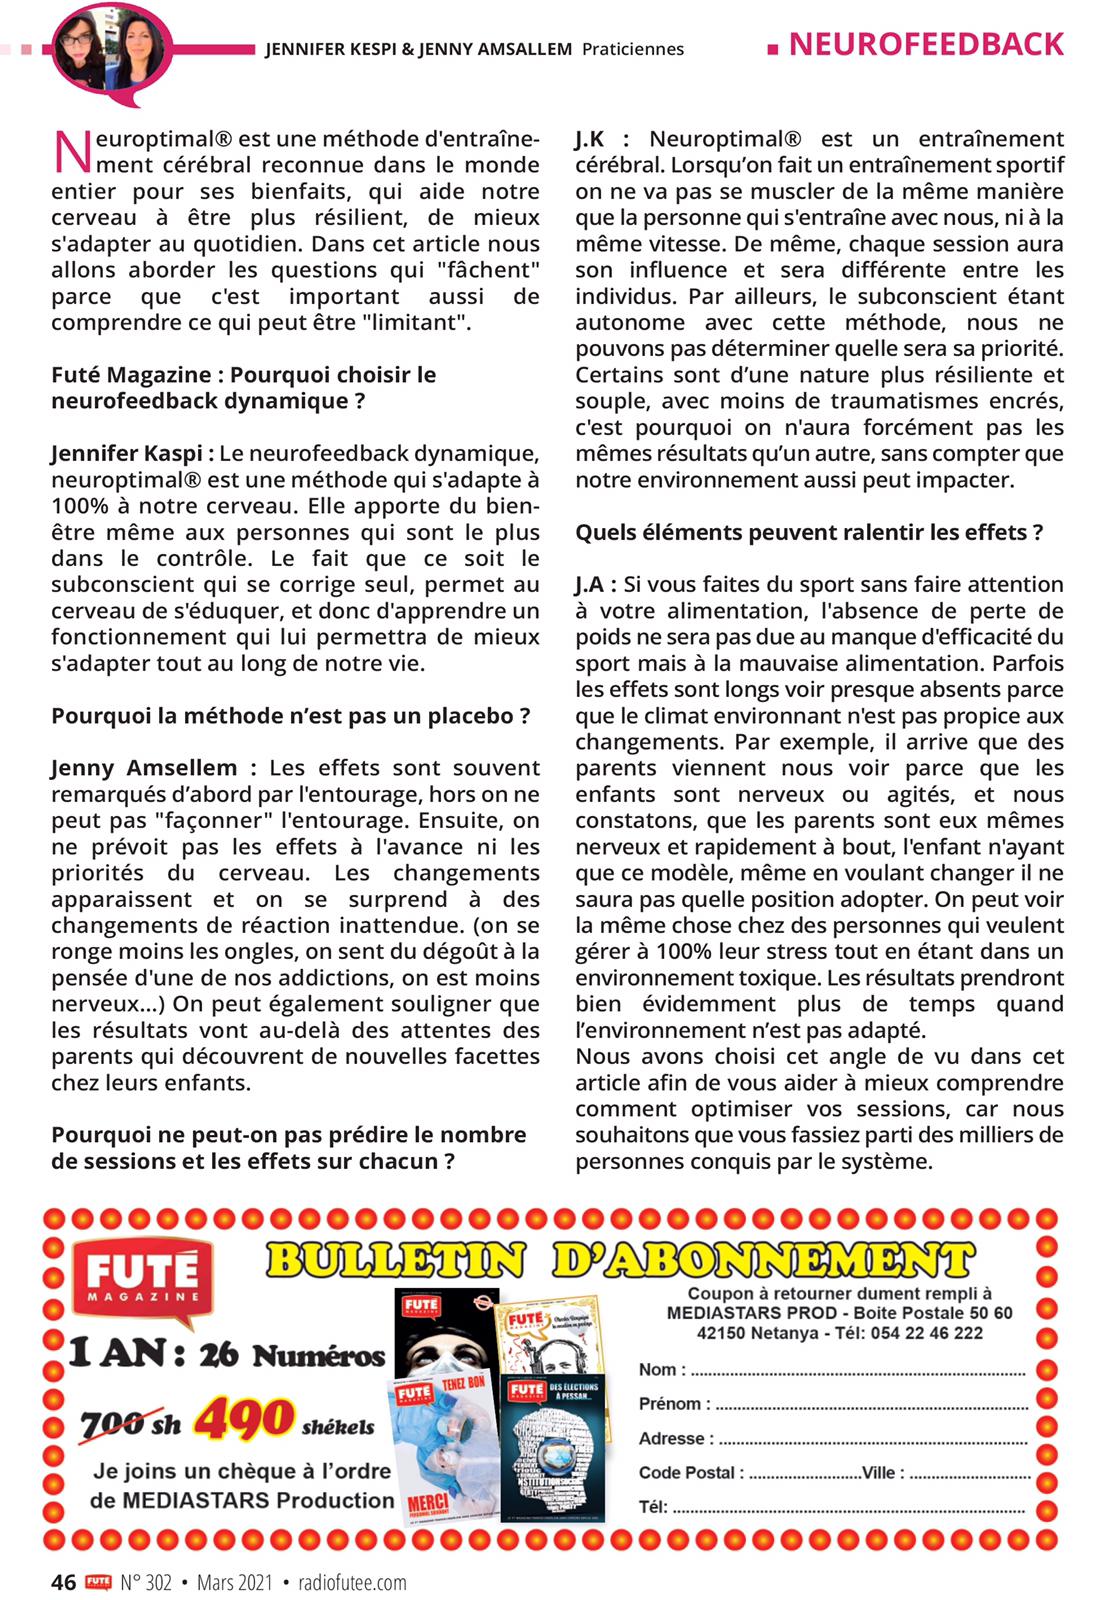 JENNIFER KESPI & JENNY AMSALLEM Praticiennes
NEUROFEEDBACK
Neuroptimal® est une méthode d'entraîne-
ment cérébral reconnue dans le monde
entier pour ses bienfaits, qui aide notre
cerveau à être plus résilient, de mieux
s'adapter au quotidien. Dans cet article nous
allons aborder les questions qui "fâchent"
parce que c'est important aussi de
comprendre ce qui peut être "limitant".
Futé Magazine : Pourquoi choisir le
neurofeedback dynamique ?
Jennifer Kaspi : Le neurofeedback dynamique,
neuroptimal® est une méthode qui s'adapte à
100% à notre cerveau. Elle apporte du bien-
être même aux personnes qui sont le plus
dans le contrôle. Le fait que ce soit le
subconscient qui se corrige seul, permet au
cerveau de s'éduquer, et donc d'apprendre un
fonctionnement qui lui permettra de mieux
s'adapter tout au long de notre vie.
Pourquoi la méthode n’est pas un placebo ?
Jenny Amsellem : Les effets sont souvent
remarqués d’abord par l'entourage, hors on ne
peut pas "façonner" l'entourage. Ensuite, on
ne prévoit pas les effets à l'avance ni les
priorités du cerveau. Les changements
apparaissent et on se surprend à des
changements de réaction inattendue. (on se
ronge moins les ongles, on sent du dégoût à la
pensée d'une de nos addictions, on est moins
nerveux...) On peut également souligner que
les résultats vont au-delà des attentes des
parents qui découvrent de nouvelles facettes
chez leurs enfants.
Pourquoi ne peut-on pas prédire le nombre
de sessions et les effets sur chacun ?
J.K : Neuroptimal® est un entraînement
cérébral. Lorsqu’on fait un entraînement sportif
on ne va pas se muscler de la même manière
que la personne qui s'entraîne avec nous, ni à la
même vitesse. De même, chaque session aura
son influence et sera différente entre les
individus. Par ailleurs, le subconscient étant
autonome avec cette méthode, nous ne
pouvons pas déterminer quelle sera sa priorité.
Certains sont d’une nature plus résiliente et
souple, avec moins de traumatismes encrés,
c'est pourquoi on n'aura forcément pas les
mêmes résultats qu’un autre, sans compter que
notre environnement aussi peut impacter.
Quels éléments peuvent ralentir les effets ?
J.A : Si vous faites du sport sans faire attention
à votre alimentation, l'absence de perte de
poids ne sera pas due au manque d'efficacité du
sport mais à la mauvaise alimentation. Parfois
les effets sont longs voir presque absents parce
que le climat environnant n'est pas propice aux
changements. Par exemple, il arrive que des
parents viennent nous voir parce que les
enfants sont nerveux ou agités, et nous
constatons, que les parents sont eux mêmes
nerveux et rapidement à bout, l'enfant n'ayant
que ce modèle, même en voulant changer il ne
saura pas quelle position adopter. On peut voir
la même chose chez des personnes qui veulent
gérer à 100% leur stress tout en étant dans un
environnement toxique. Les résultats prendront
bien évidemment plus de temps quand
l’environnement n’est pas adapté.
Nous avons choisi cet angle de vu dans cet
article afin de vous aider à mieux comprendre
comment optimiser vos sessions, car nous
souhaitons que vous fassiez parti des milliers de
personnes conquis par le système.
FUTÉ
MAGAZINE
BULLETIN D’ABONNEMENT
1 AN : 26 Numéros
700 sh 490 shékels
Je joins un chèque à l’ordre
de MEDIASTARS Production
FUTÉ
FUTÉ
FUTÉ
TENEZ BON
MERCI
FUTÉ
DES ÉLECTIONS
À PESSAH...
Coupon à retourner dument rempli à
MEDIASTARS PROD - Boite Postale 50 60
42150 Netanya - Tél: 054 22 46 222
Nom : ..........
Prénom : ..........
Adresse : ..........
Code Postal : ..........Ville : ..........
Tél: ..........
46 FUTÉ N° 302 • Mars 2021 • radiofutee.com